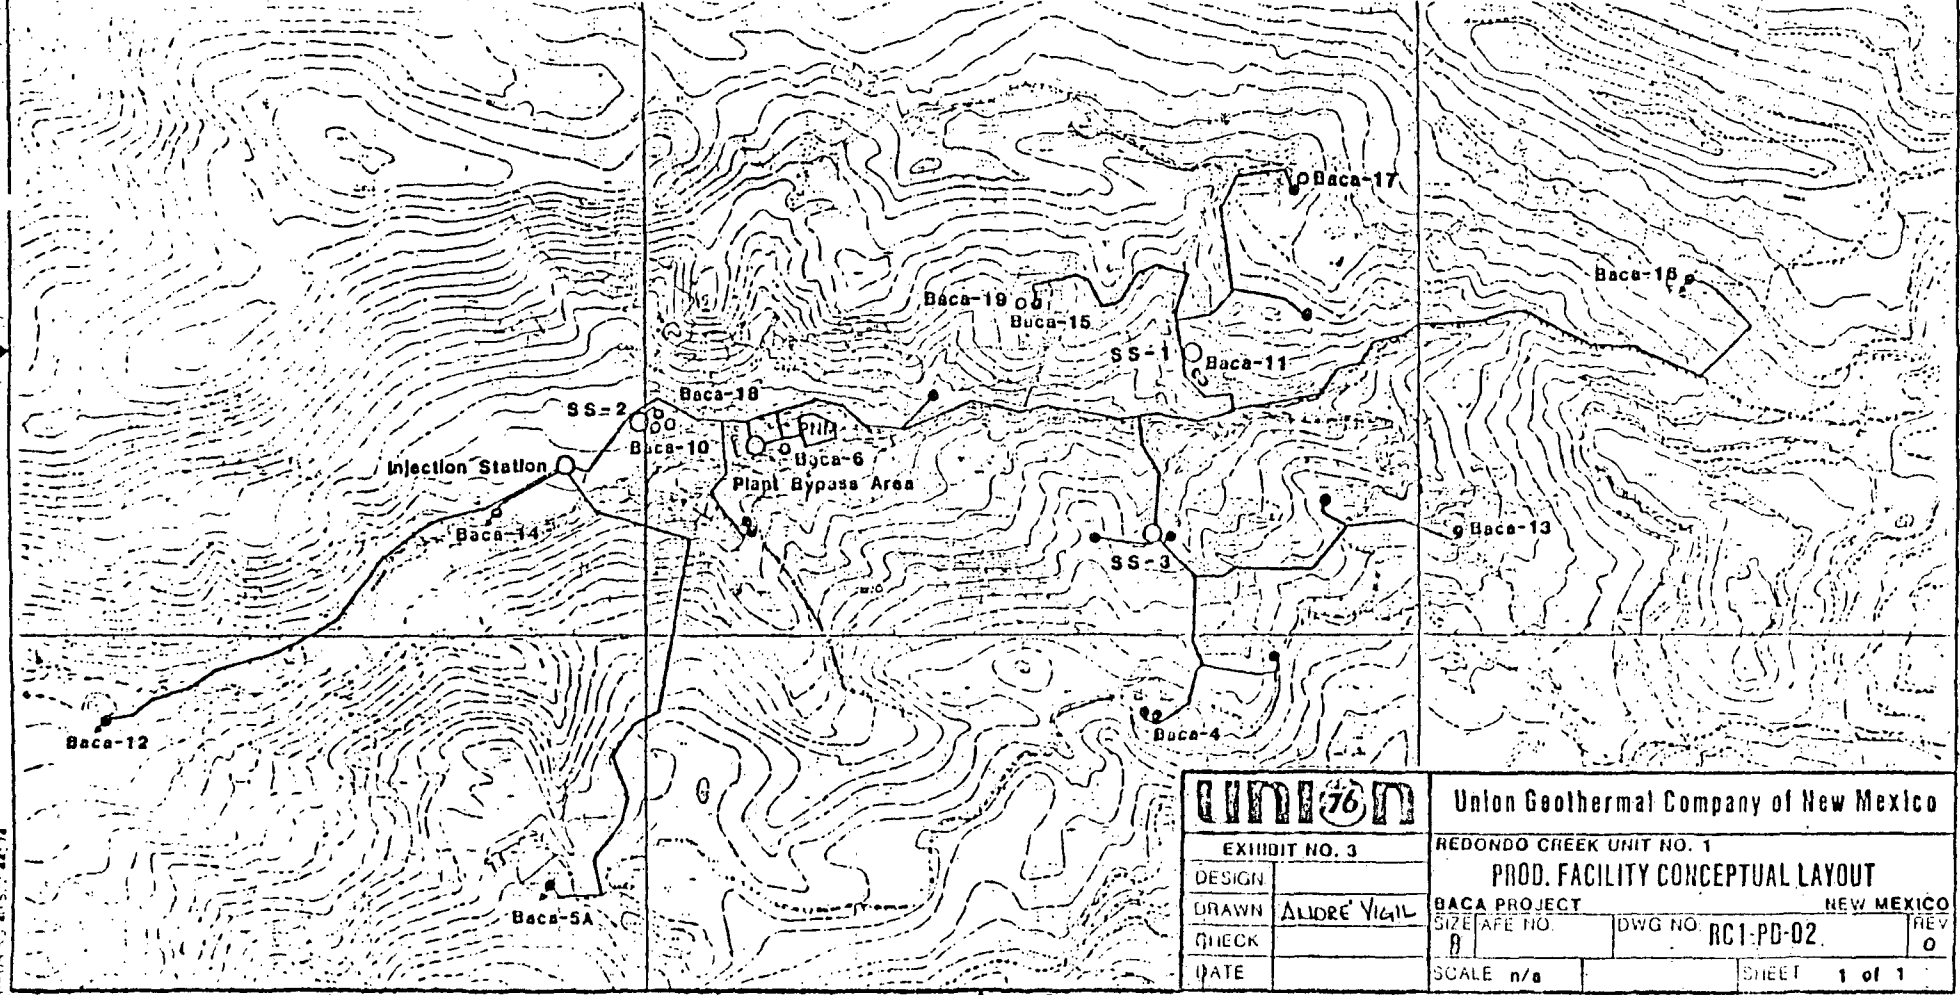 Baca-17
Baca-16
Baca-19
Baca-15
SS-1
Baca-11
Baca-18
SS-2
Baca-10
Baca-6
Injection Station
Plant Bypass Area
Baca-14
Baca-13
SS-3
Baca-12
Baca-4
Baca-5A
union 76
Union Geothermal Company of New Mexico
EXHIBIT NO. 3
REDONDO CREEK UNIT NO. 1
PROD. FACILITY CONCEPTUAL LAYOUT
DESIGN
DRAWN ANDRÉ VIGIL
BACA PROJECT NEW MEXICO
CHECK
SIZE B AFE NO. DWG NO. RC1-PD-02 REV 0
DATE
SCALE n/a SHEET 1 of 1